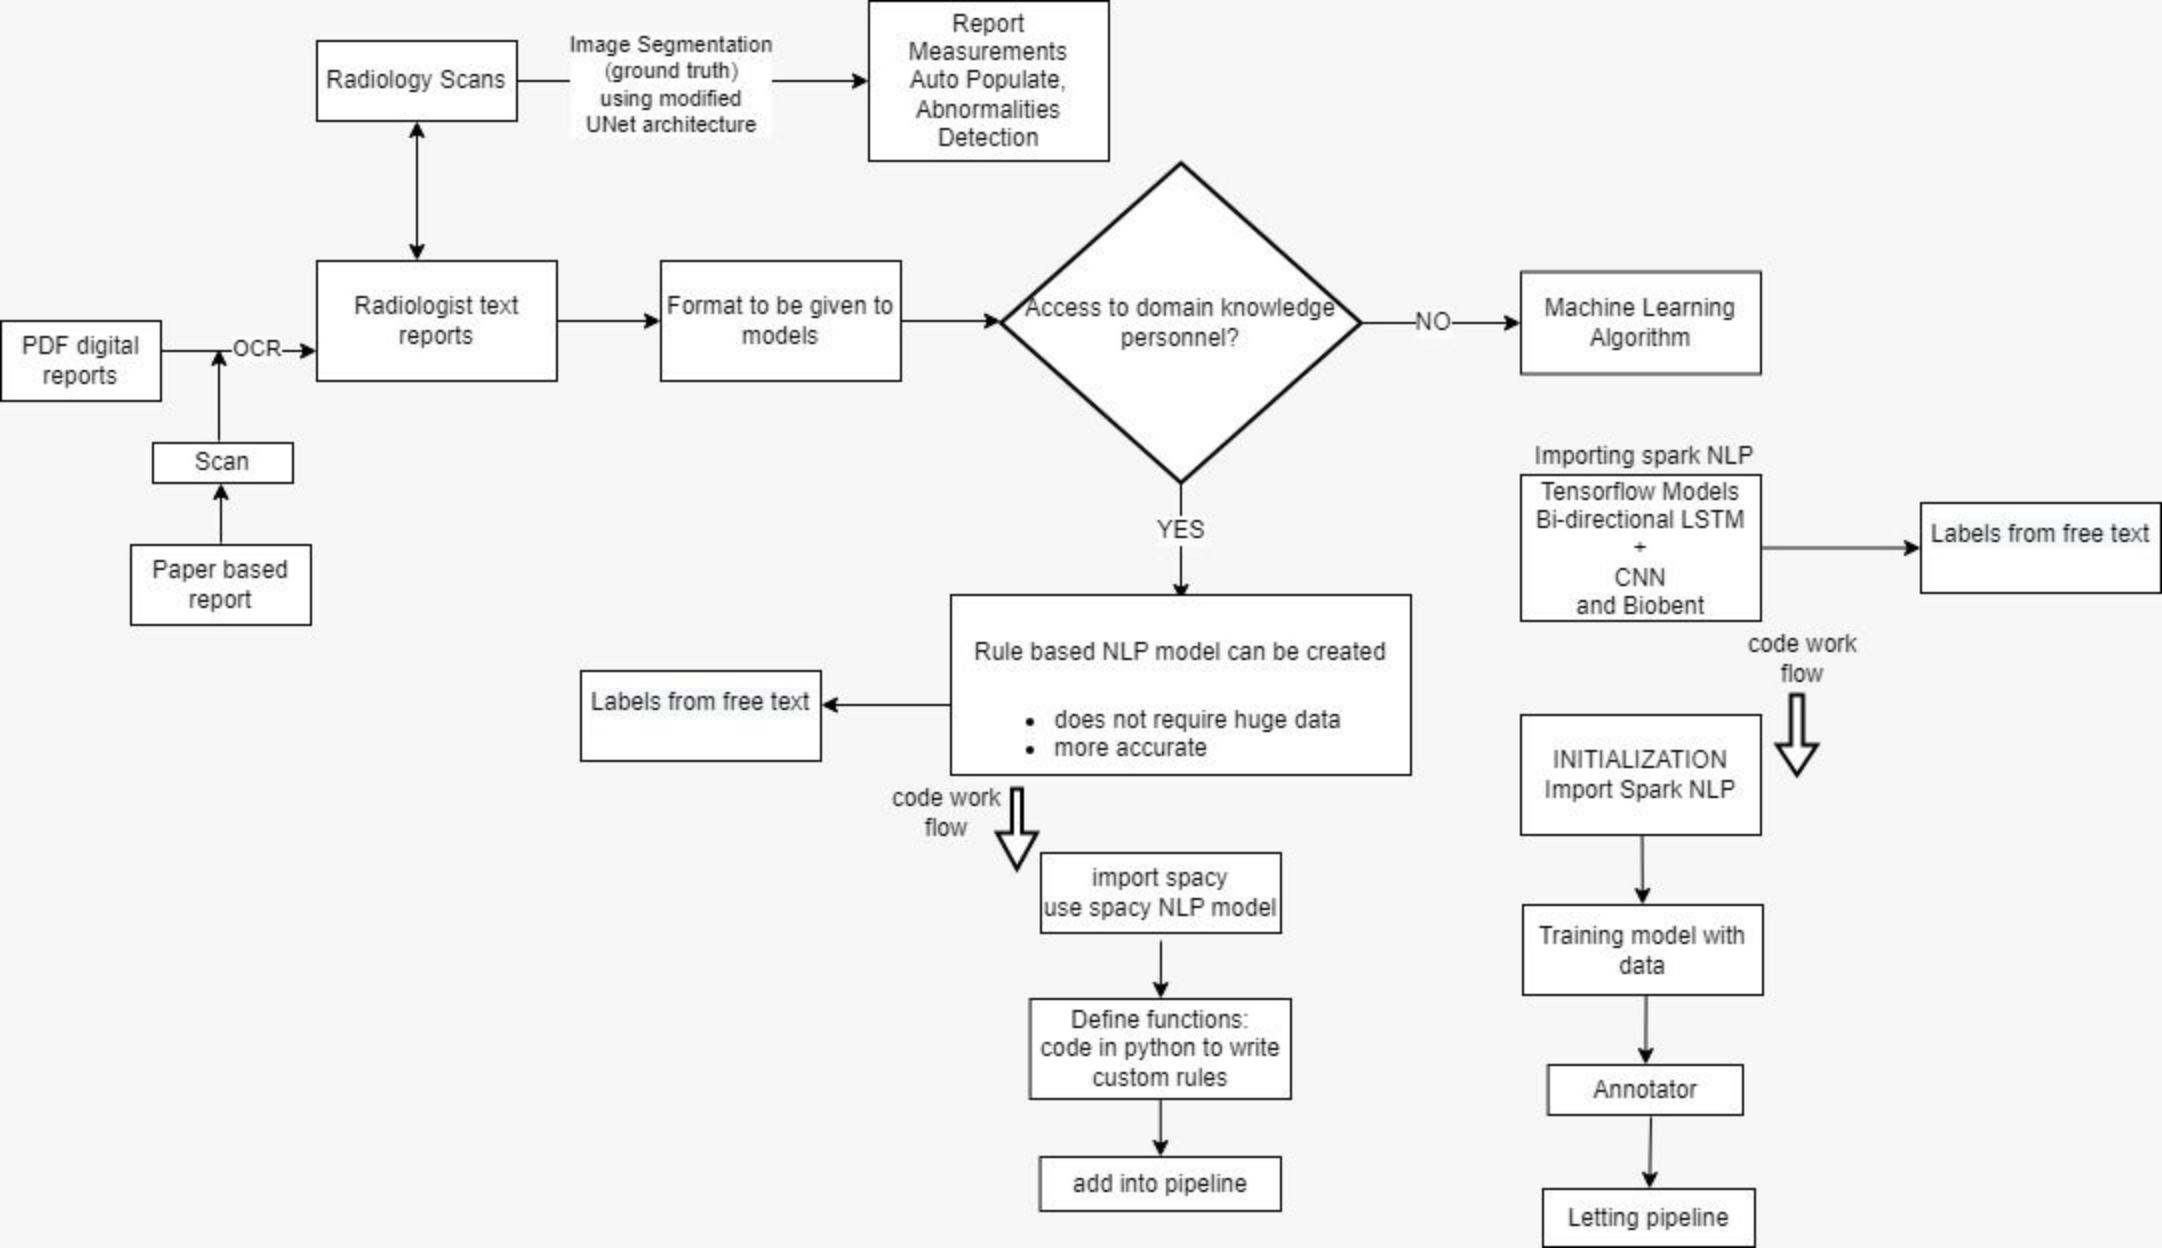 Radiology Scans
Image Segmentation
(ground truth)
using modified
UNet architecture
Report
Measurements
Auto Populate,
Abnormalities
Detection
PDF digital
reports
OCR
Scan
Paper based
report
Radiologist text
reports
Format to be given to
models
Access to domain knowledge
personnel?
NO
Machine Learning
Algorithm
YES
Importing spark NLP
Tensorflow Models
Bi-directional LSTM
+
CNN
and Biobent
Labels from free text
Rule based NLP model can be created
• does not require huge data
• more accurate
Labels from free text
code work
flow
import spacy
use spacy NLP model
Define functions:
code in python to write
custom rules
add into pipeline
code work
flow
INITIALIZATION
Import Spark NLP
Training model with
data
Annotator
Letting pipeline